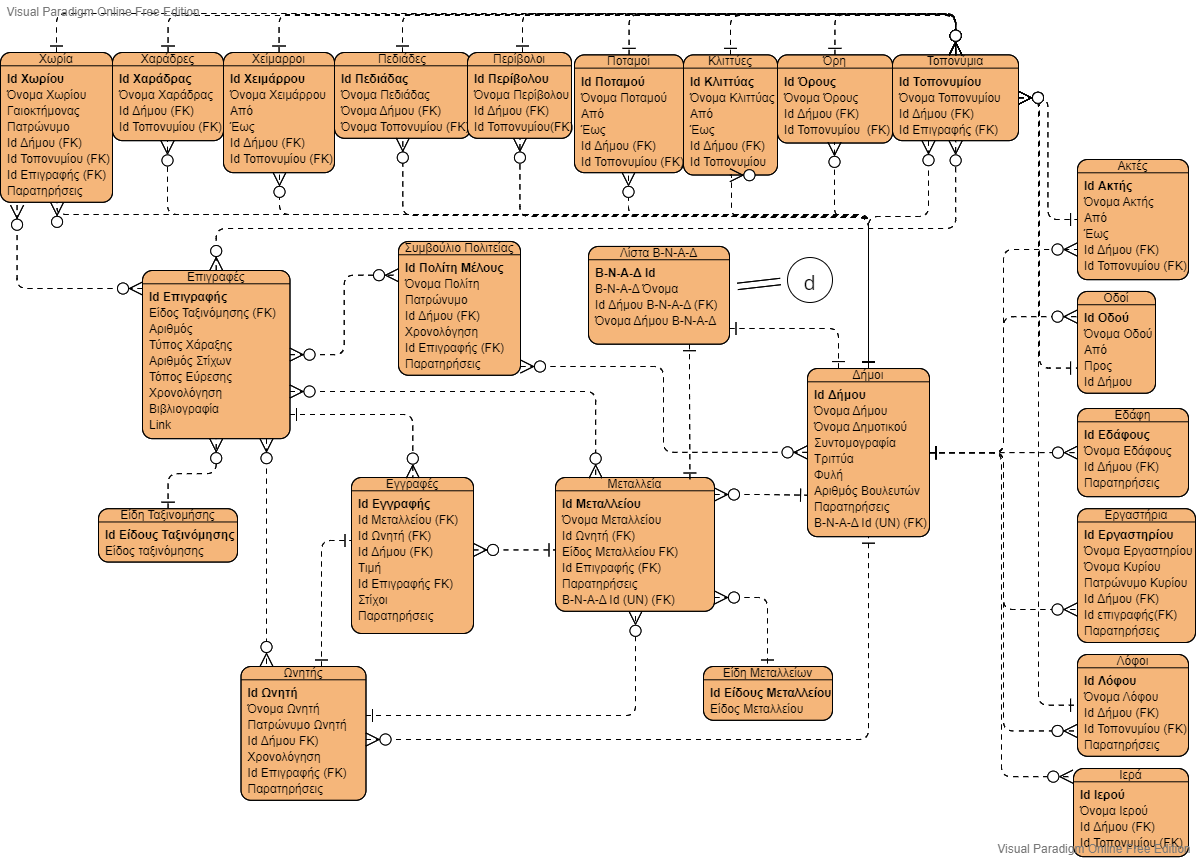 Visual Paradigm Online Free Edition
Χωρία
Id Χωρίου
Όνομα Χωρίου
Γαιοκτήμονας
Πατρώνυμο
Id Δήμου (FK)
Id Τοπονυμίου (FK)
Id Επιγραφής (FK)
Παρατηρήσεις
Χαράδρες
Id Χαράδρας
Όνομα Χαράδρας
Id Δήμου (FK)
Id Τοπονυμίου (FK)
Χείμαρροι
Id Χειμάρρου
Όνομα Χειμάρρου
Από
Έως
Id Δήμου (FK)
Id Τοπονυμίου (FK)
Πεδιάδες
Id Πεδιάδας
Όνομα Πεδιάδας
Όνομα Δήμου (FK)
Όνομα Τοπονυμίου (FK)
Περίβολοι
Id Περίβολου
Όνομα Περίβολου
Id Δήμου (FK)
Id Τοπονυμίου(FK)
Ποταμοί
Id Ποταμού
Όνομα Ποταμού
Από
Έως
Id Δήμου (FK)
Id Τοπονυμίου (FK)
Κλιττύες
Id Κλιττύας
Όνομα Κλιττύας
Από
Έως
Id Δήμου (FK)
Id Τοπονυμίου
Όρη
Id Όρους
Όνομα Όρους
Id Δήμου (FK)
Id Τοπονυμίου (FK)
Τοπονύμια
Id Τοπονυμίου
Όνομα Τοπονυμίου
Id Δήμου (FK)
Id Επιγραφής (FK)
Ακτές
Id Ακτής
Όνομα Ακτής
Από
Έως
Id Δήμου (FK)
Id Τοπονυμίου (FK)
Επιγραφές
Id Επιγραφής
Είδος Ταξινόμησης (FK)
Αριθμός
Τύπος Χάραξης
Αριθμός Στίχων
Τόπος Εύρεσης
Χρονολόγηση
Βιβλιογραφία
Link
Συμβούλιο Πολιτείας
Id Πολίτη Μέλους
Όνομα Πολίτη
Πατρώνυμο
Id Δήμου (FK)
Χρονολόγηση
Id Επιγραφής (FK)
Παρατηρήσεις
Λίστα Β-Ν-Α-Δ
Β-Ν-Α-Δ Id
Β-Ν-Α-Δ Όνομα
Id Δήμου Β-Ν-Α-Δ (FK)
Όνομα Δήμου Β-Ν-Α-Δ
d
Οδοί
Id Οδού
Όνομα Οδού
Από
Προς
Id Δήμου
Δήμοι
Id Δήμου
Όνομα Δήμου
Όνομα Δημοτικού
Συντομογραφία
Τριττύα
Φυλή
Αριθμός Βουλευτών
Παρατηρήσεις
Β-Ν-Α-Δ Id (UN) (FK)
Εδάφη
Id Εδάφους
Όνομα Εδάφους
Id Δήμου (FK)
Παρατηρήσεις
Είδη Ταξινομήσης
Id Είδους Ταξινόμησης
Είδος ταξινόμησης
Εγγραφές
Id Εγγραφής
Id Μεταλλείου (FK)
Id Ωνητή (FK)
Id Δήμου (FK)
Τιμή
Id Επιγραφής FK)
Στίχοι
Παρατηρήσεις
Μεταλλεία
Id Μεταλλείου
Όνομα Μεταλλείου
Id Ωνητή (FK)
Είδος Μεταλλείου FK)
Id Επιγραφής (FK)
Παρατηρήσεις
Β-Ν-Α-Δ Id (UN) (FK)
Εργαστήρια
Id Εργαστηρίου
Όνομα Εργαστηρίου
Όνομα Κυρίου
Πατρώνυμο Κυρίου
Id Δήμου (FK)
Id επιγραφής(FK)
Παρατηρήσεις
Ωνητής
Id Ωνητή
Όνομα Ωνητή
Πατρώνυμο Ωνητή
Id Δήμου FK)
Χρονολόγηση
Id Επιγραφής (FK)
Παρατηρήσεις
Είδη Μεταλλείων
Id Είδους Μεταλλείου
Είδος Μεταλλείου
Λόφοι
Id Λόφου
Όνομα Λόφου
Id Δήμου (FK)
Id Τοπονυμίου (FK)
Παρατηρήσεις
Ιερά
Id Ιερού
Όνομα Ιερού
Id Δήμου (FK)
Id Τοπονυμίου (FK)
Visual Paradigm Online Free Edition